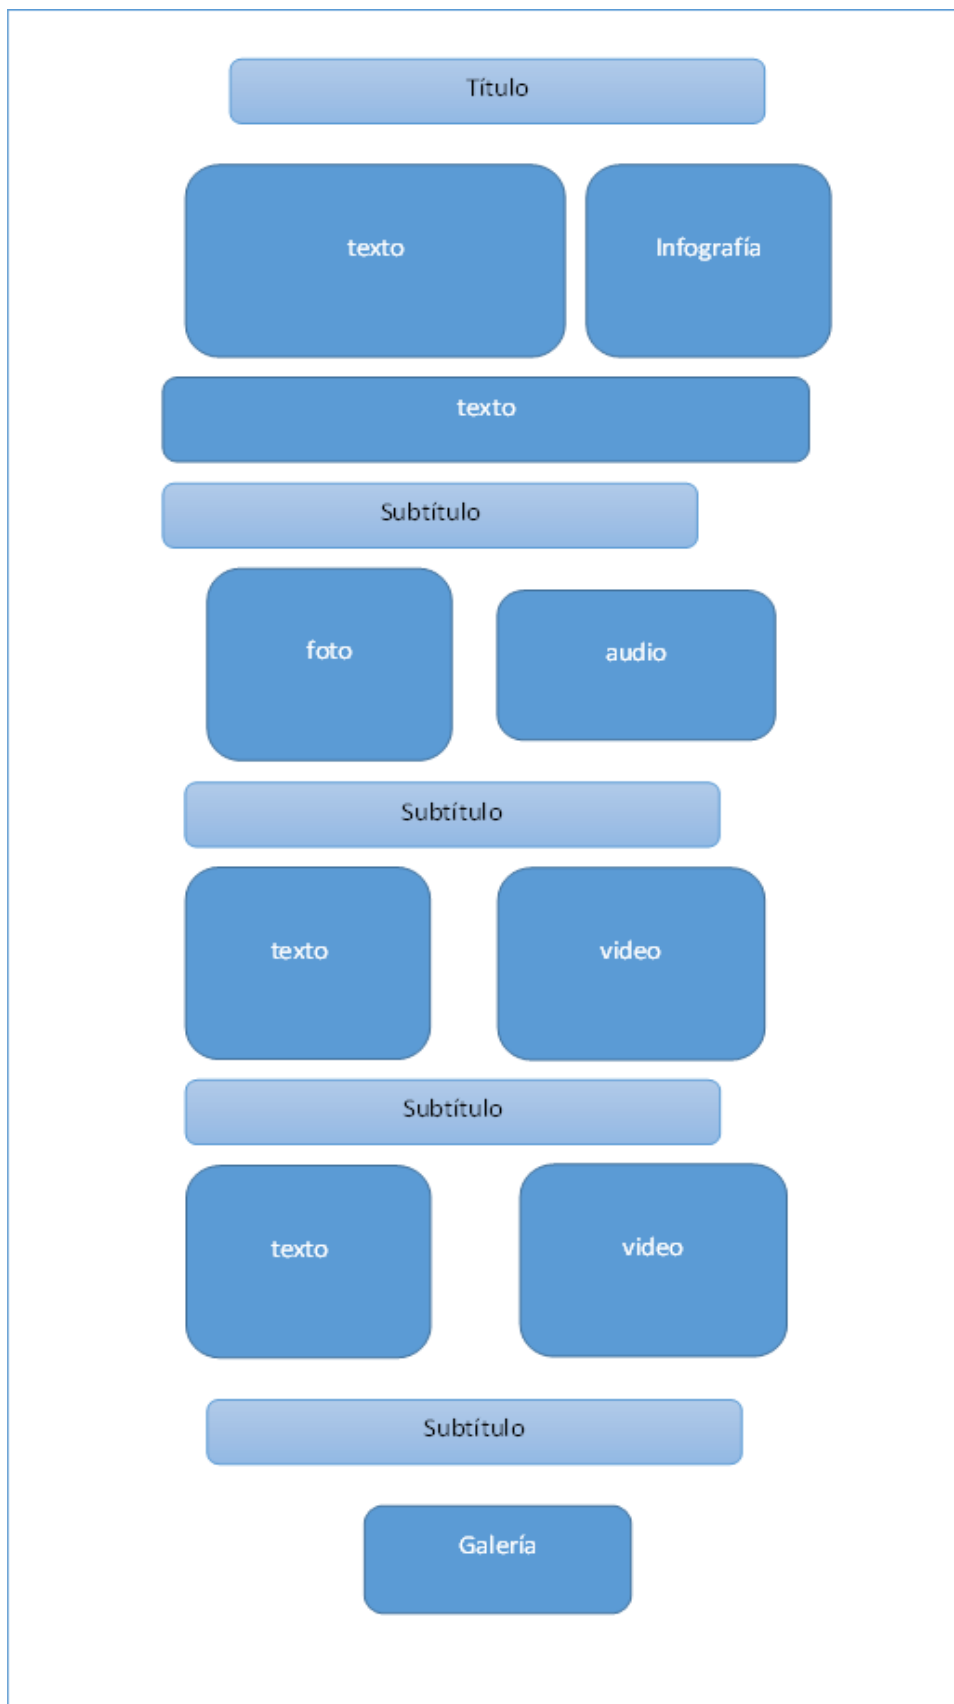 Título
texto
Infografía
texto
Subtítulo
foto
audio
Subtítulo
texto
video
Subtítulo
texto
video
Subtítulo
Galería